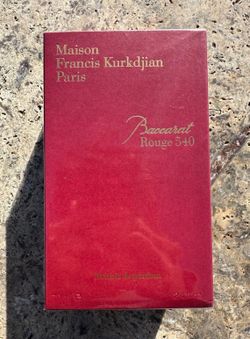 Maison
Francis Kurkdjian
Paris
Baccarat
Rouge 540